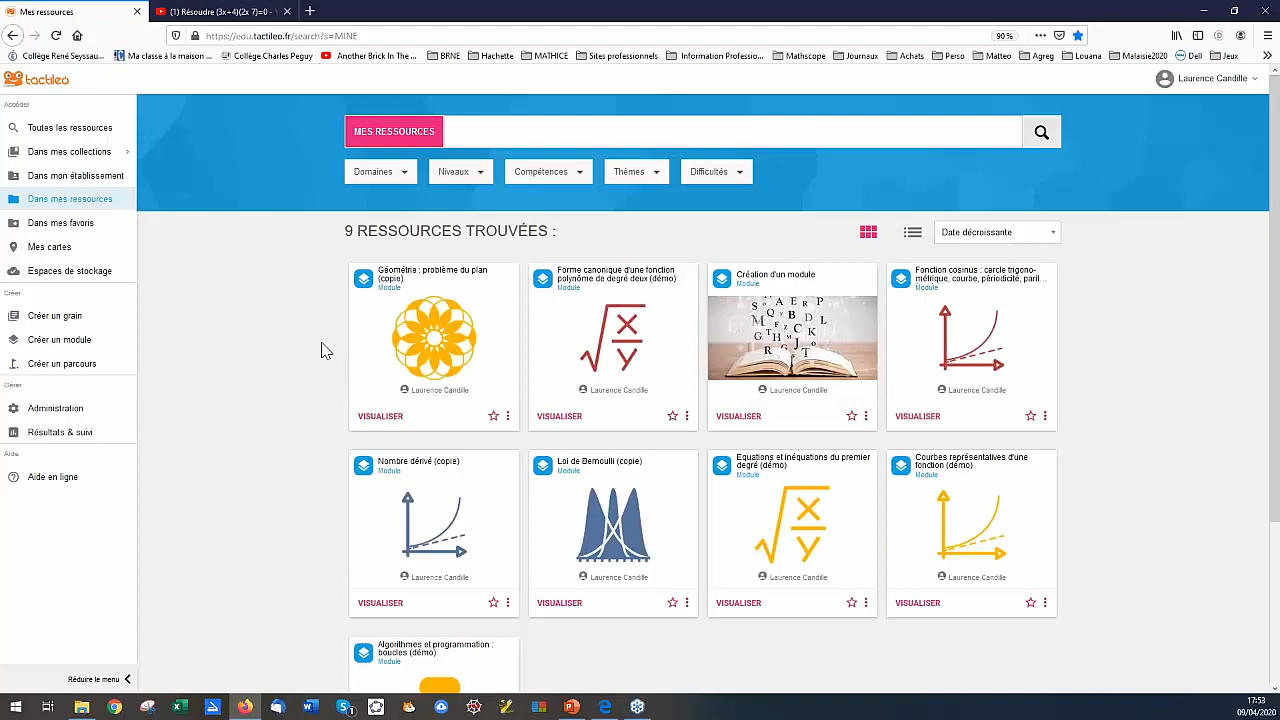 Mes ressources
(1) Résoudre (3x+4)(2x 7)=0 -
https://edu.tactileo.fr/search?s=MINE
90 %
Collège René Seyssau...
Ma classe à la maison ...
Collège Charles Peguy
Another Brick In The ...
BRNE
Hachette
MATHICE
Sites professionnels
Information Professio...
Mathscope
Journaux
Achats
Perso
Matteo
Agreg
Louana
Malaisie2020
Dell
Jeux
tactileo
Laurence Candille
Accéder
Toutes les ressources
Dans mes collections
Dans mon établissement
Dans mes ressources
Dans mes favoris
Mes cartes
Espaces de stockage
Créer
Créer un grain
Créer un module
Créer un parcours
Gérer
Administration
Résultats & suivi
Aide
Aide en ligne
Réduire le menu
MES RESSOURCES
Domaines
Niveaux
Compétences
Thèmes
Difficultés
9 RESSOURCES TROUVÉES :
Date décroissante
Géométrie : problème du plan
(copie)
Module
Laurence Candille
VISUALISER
Forme canonique d'une fonction
polynôme de degré deux (démo)
Module
X
Y
Laurence Candille
VISUALISER
Création d'un module
Module
Laurence Candille
VISUALISER
Fonction cosinus : cercle trigono-
métrique, courbe, périodicité, parit...
Module
Laurence Candille
VISUALISER
Nombre dérivé (copie)
Module
Laurence Candille
VISUALISER
Loi de Bernoulli (copie)
Module
Laurence Candille
VISUALISER
Equations et inéquations du premier
degré (démo)
Module
X
Y
Laurence Candille
VISUALISER
Courbes représentatives d'une
fonction (démo)
Module
Laurence Candille
VISUALISER
Algorithmes et programmation :
boucles (démo)
Module
17:53
09/04/2020